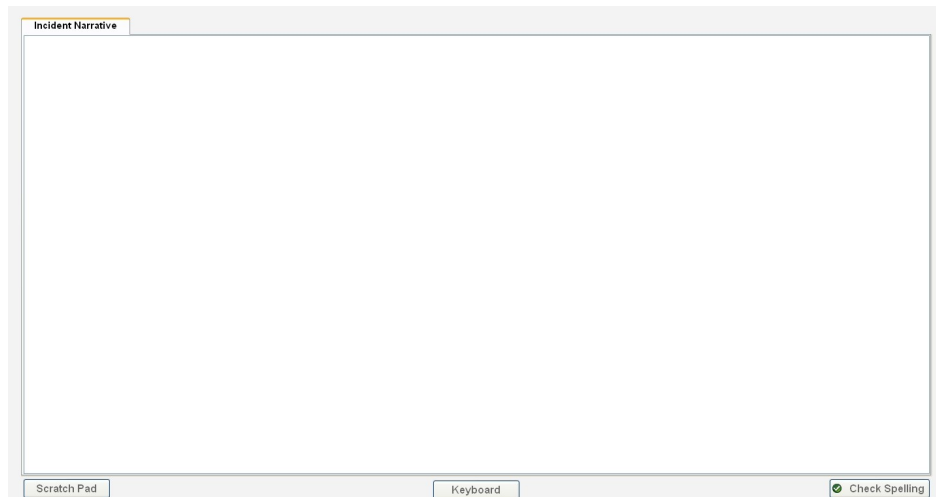 Incident Narrative
Scratch Pad
Keyboard
Check Spelling